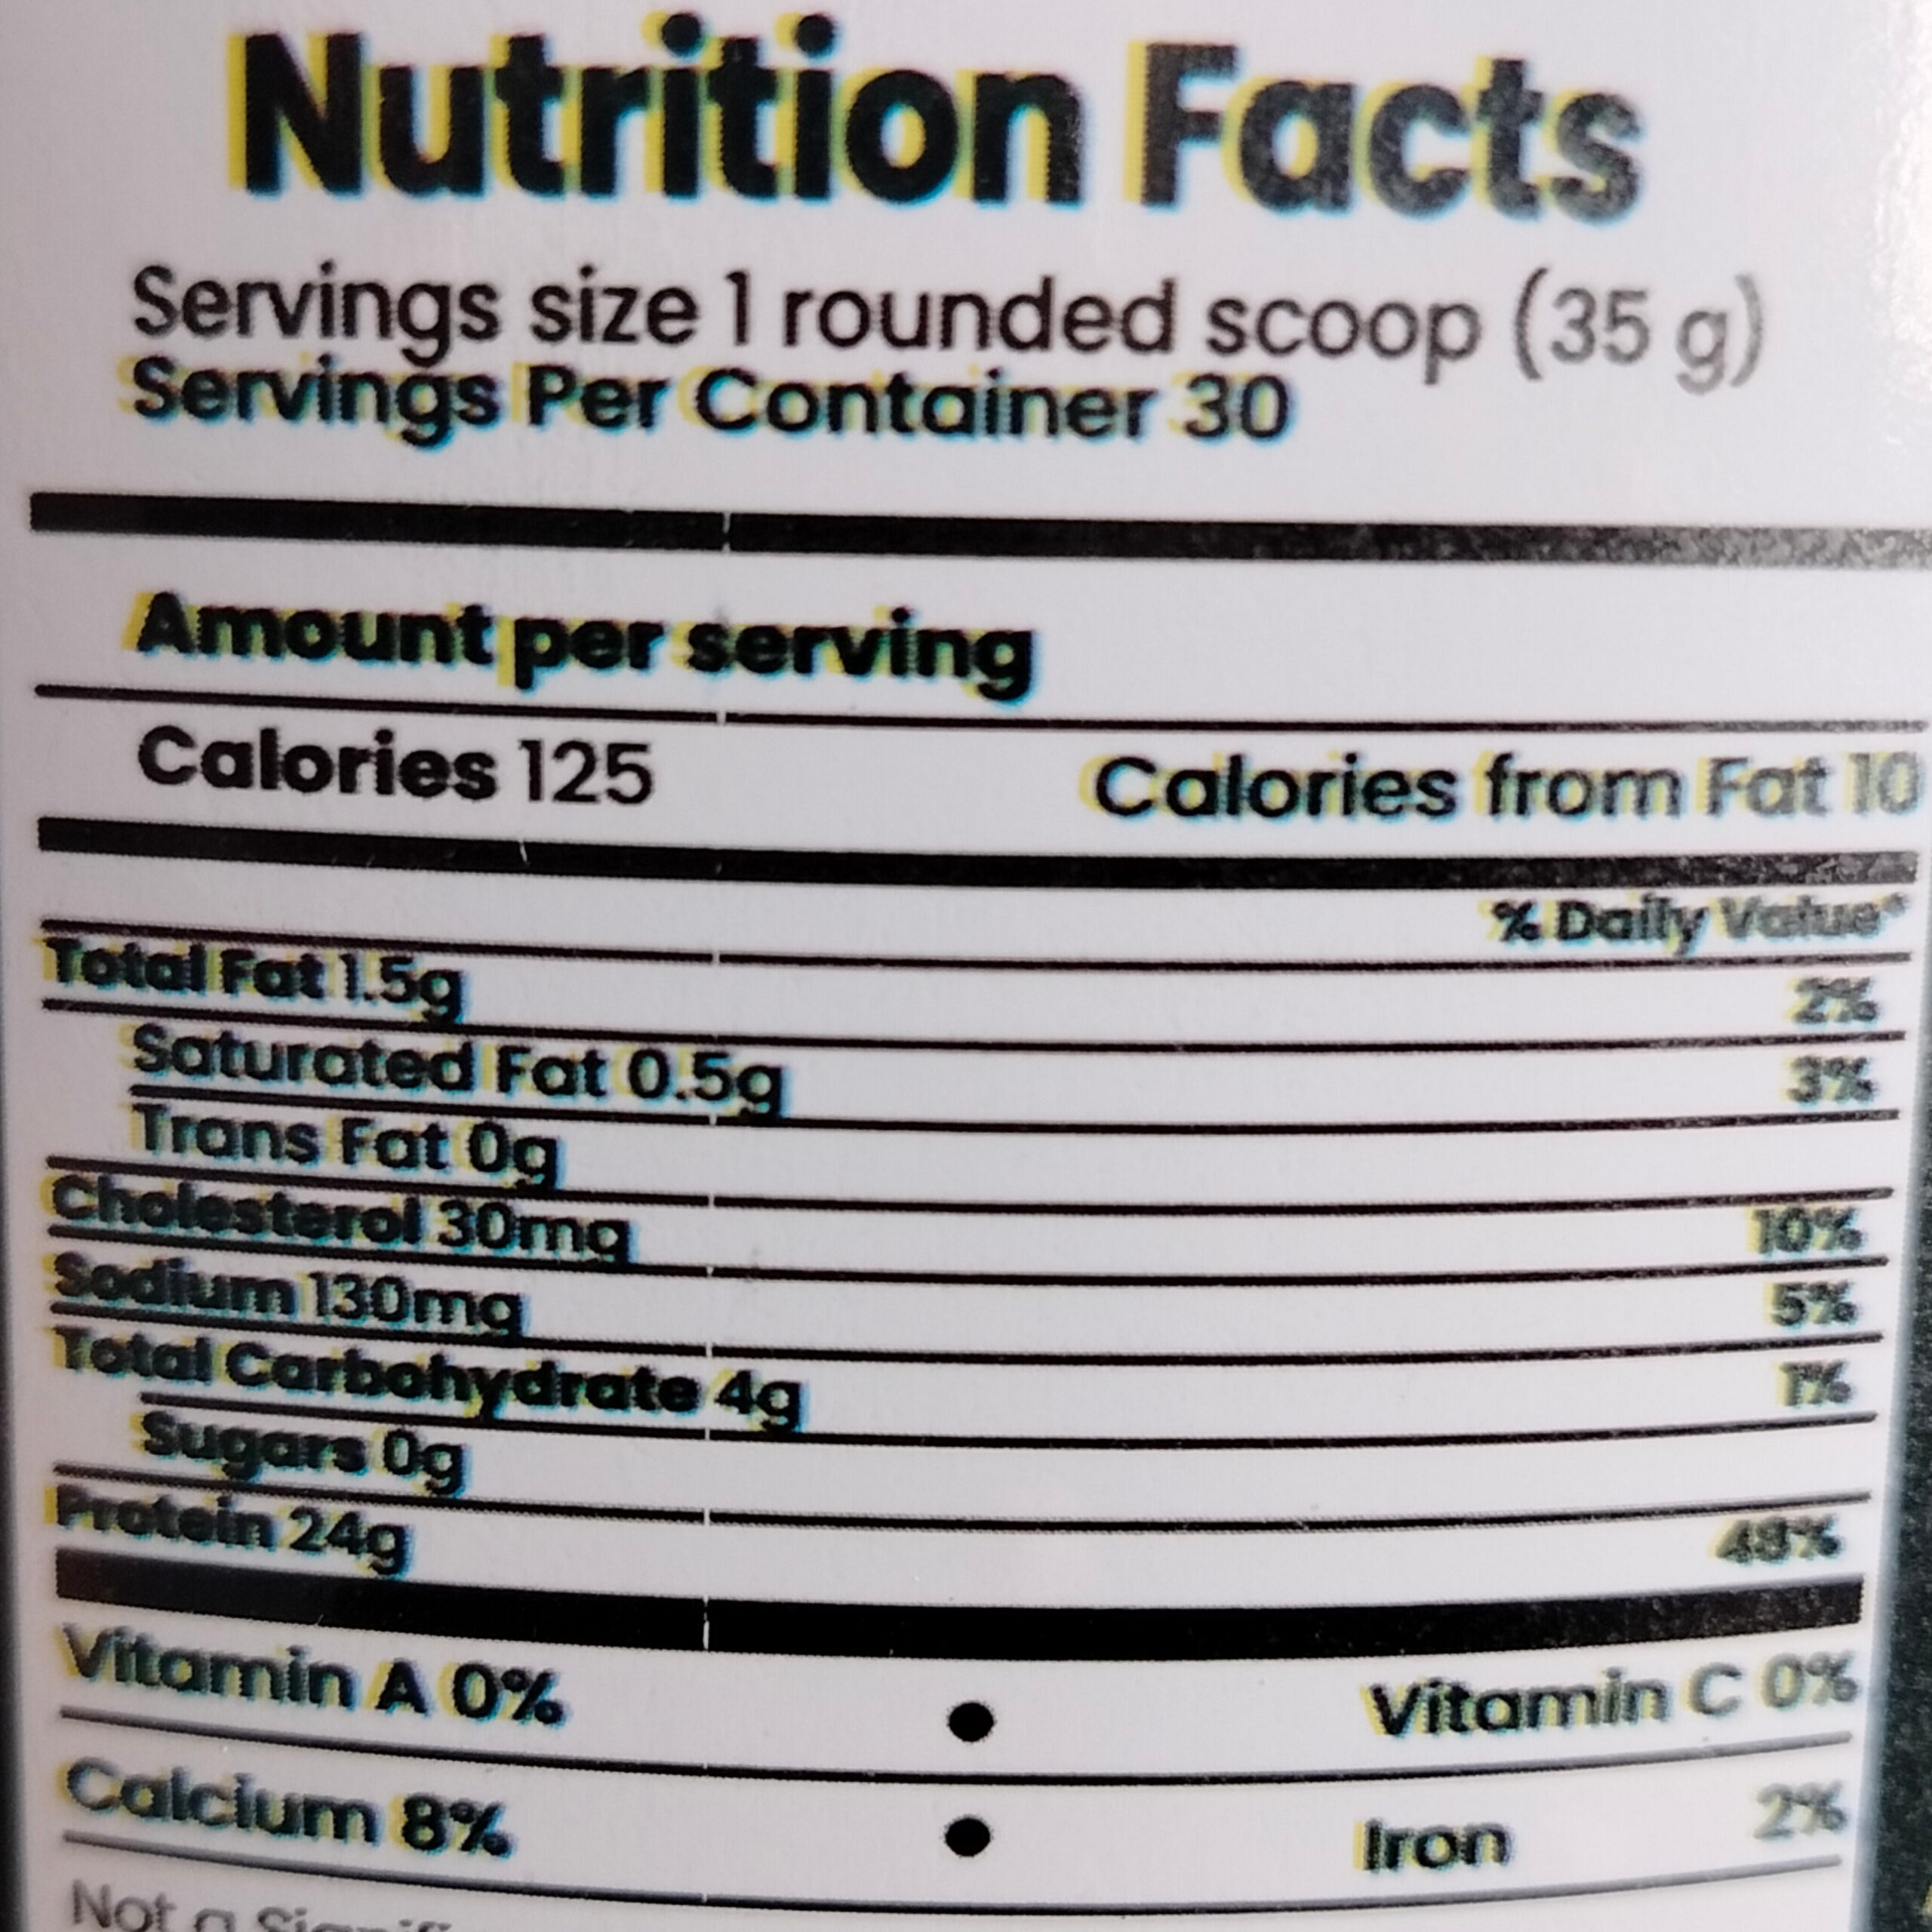 Nutrition Facts
Servings size 1 rounded scoop (35 g)
Servings Per Container 30
Amount per serving
Calories 125 Calories from Fat 10
% Daily Value*
Total Fat 1.5g 2%
Saturated Fat 0.5g 3%
Trans Fat 0g
Cholesterol 30mg 10%
Sodium 130mg 5%
Total Carbohydrate 4g 1%
Sugars 0g
Protein 24g 48%
Vitamin A 0% ● Vitamin C 0%
Calcium 8% ● Iron 2%
Not a